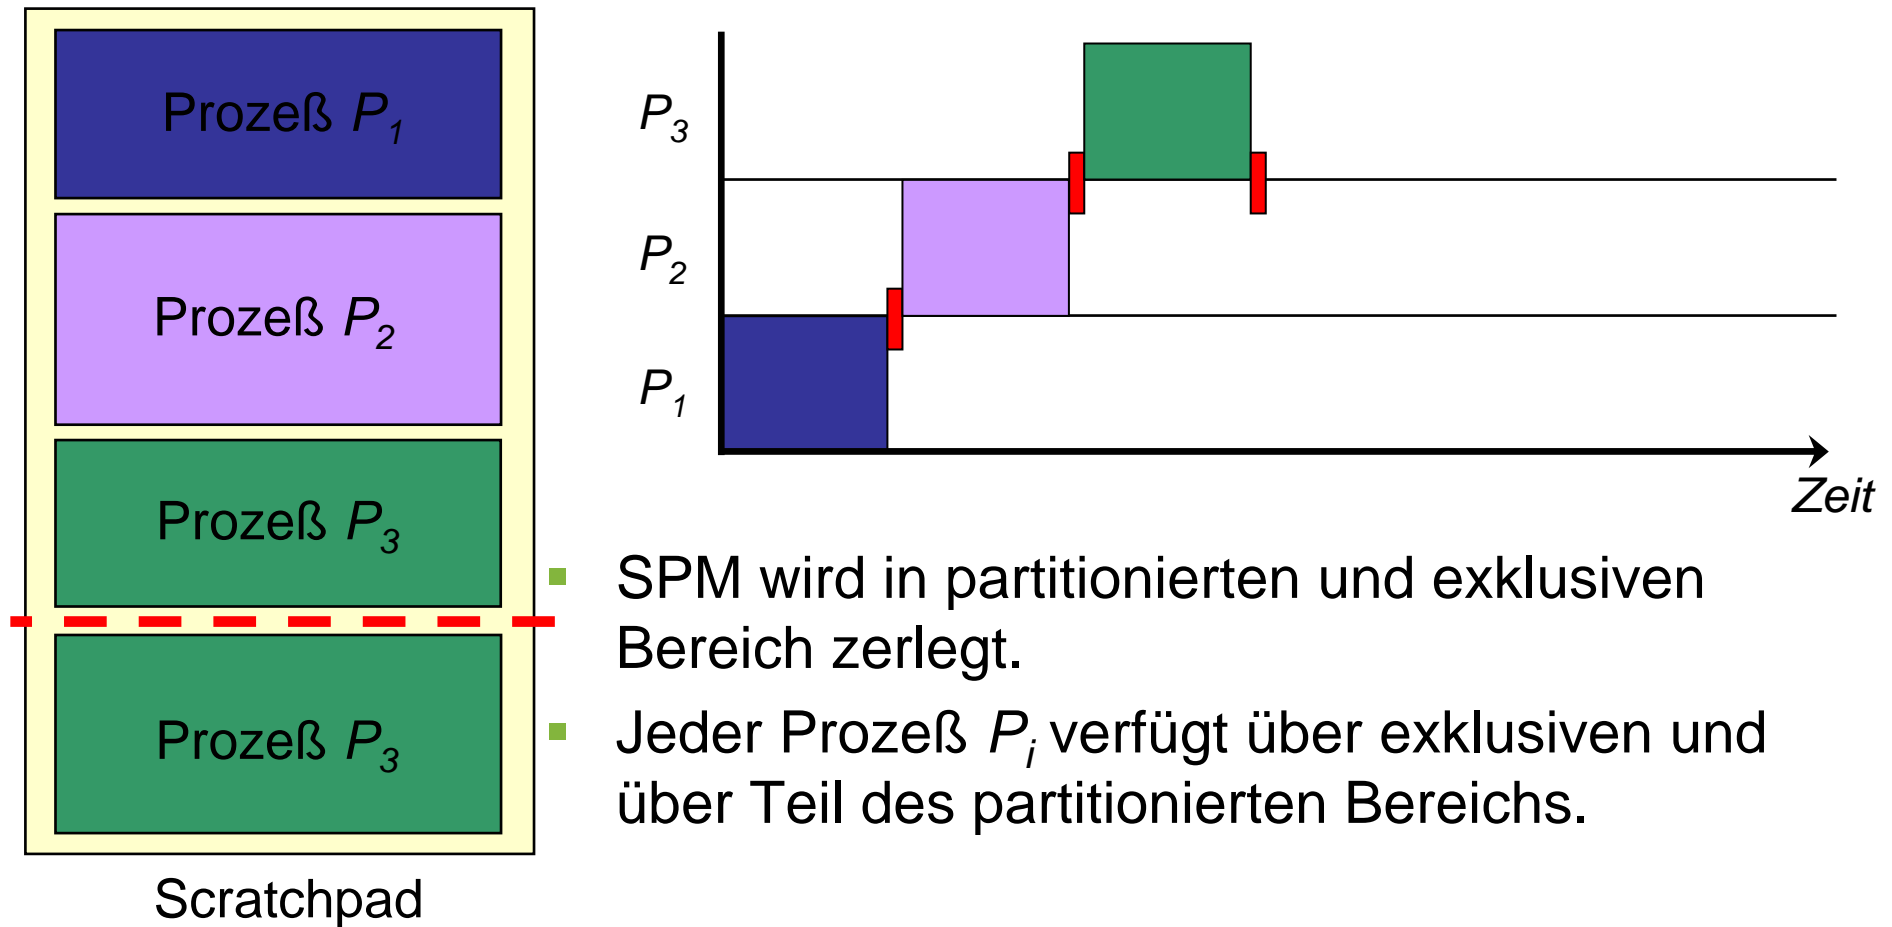 Prozeß P1
Prozeß P2
Prozeß P3
Prozeß P3
Scratchpad
P3
P2
P1
Zeit
▪ SPM wird in partitionierten und exklusiven
Bereich zerlegt.
▪ Jeder Prozeß Pi verfügt über exklusiven und
über Teil des partitionierten Bereichs.